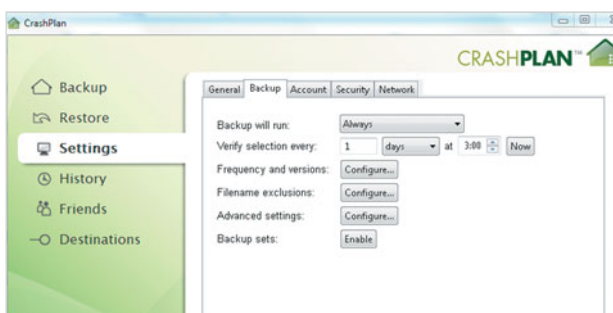 CrashPlan
CRASHPLAN™
Backup
Restore
Settings
History
Friends
Destinations
General Backup Account Security Network
Backup will run: Always
Verify selection every: 1 days at 3:00 Now
Frequency and versions: Configure...
Filename exclusions: Configure...
Advanced settings: Configure...
Backup sets: Enable